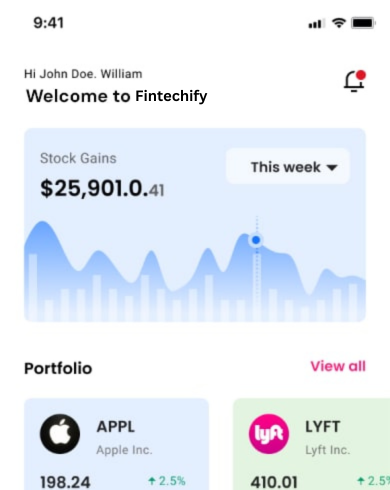 9:41
Hi John Doe. William
Welcome to Fintechify
Stock Gains
This week
$25,901.0.41
Portfolio
View all
APPL
Apple Inc.
198.24
2.5%
lyft
LYFT
Lyft Inc.
410.01
2.5%